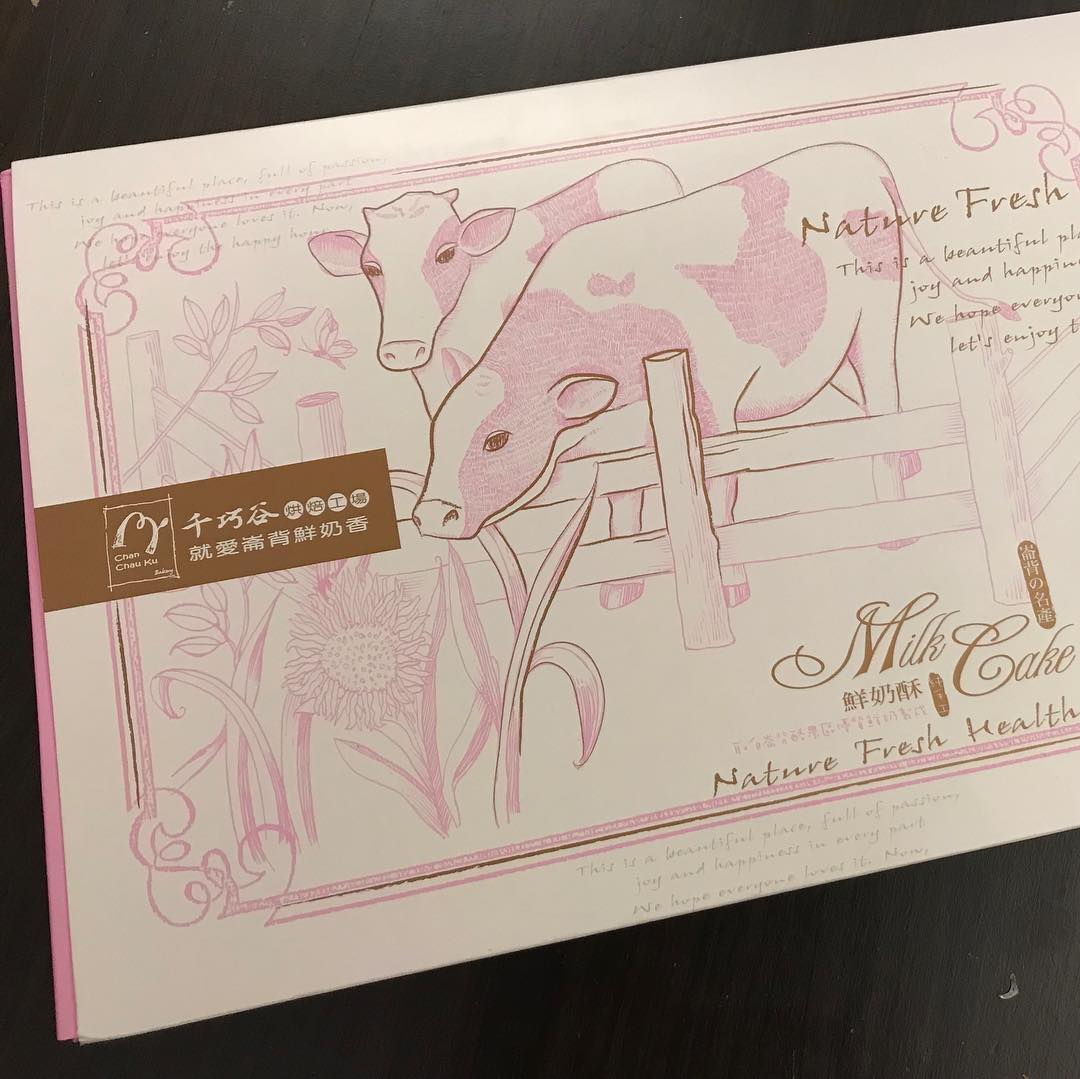 This is a beautiful place, full of passion,
joy and happiness in every part
We hope everyone loves it. Now,
let's enjoy the happy hour
Nature Fresh
This is a beautiful
joy and
We hope
let's enjoy
Chan
Chau Ku
Bakery
千巧谷烘焙工場
就愛崙背鮮奶香
崙背の名產
Milk Cake
鮮奶酥
Nature Fresh Health
This is a beautiful place, full of passion,
joy and happiness in every part
We hope everyone loves it. Now,